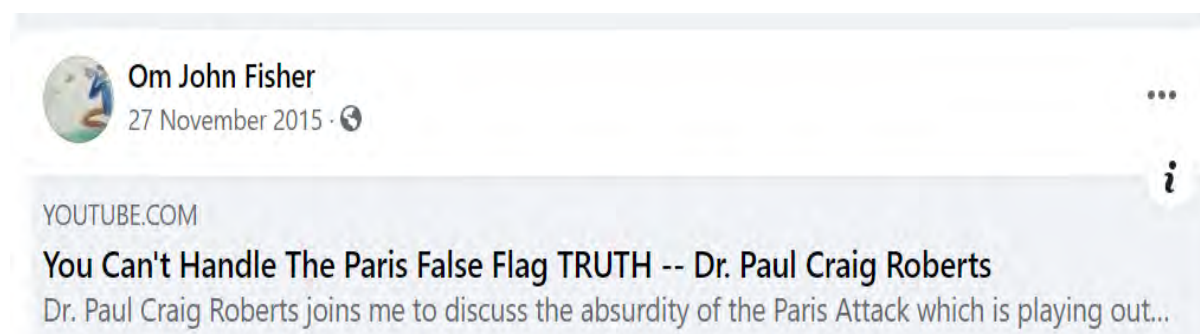 Om John Fisher
27 November 2015 ·
YOUTUBE.COM
You Can't Handle The Paris False Flag TRUTH -- Dr. Paul Craig Roberts
Dr. Paul Craig Roberts joins me to discuss the absurdity of the Paris Attack which is playing out...